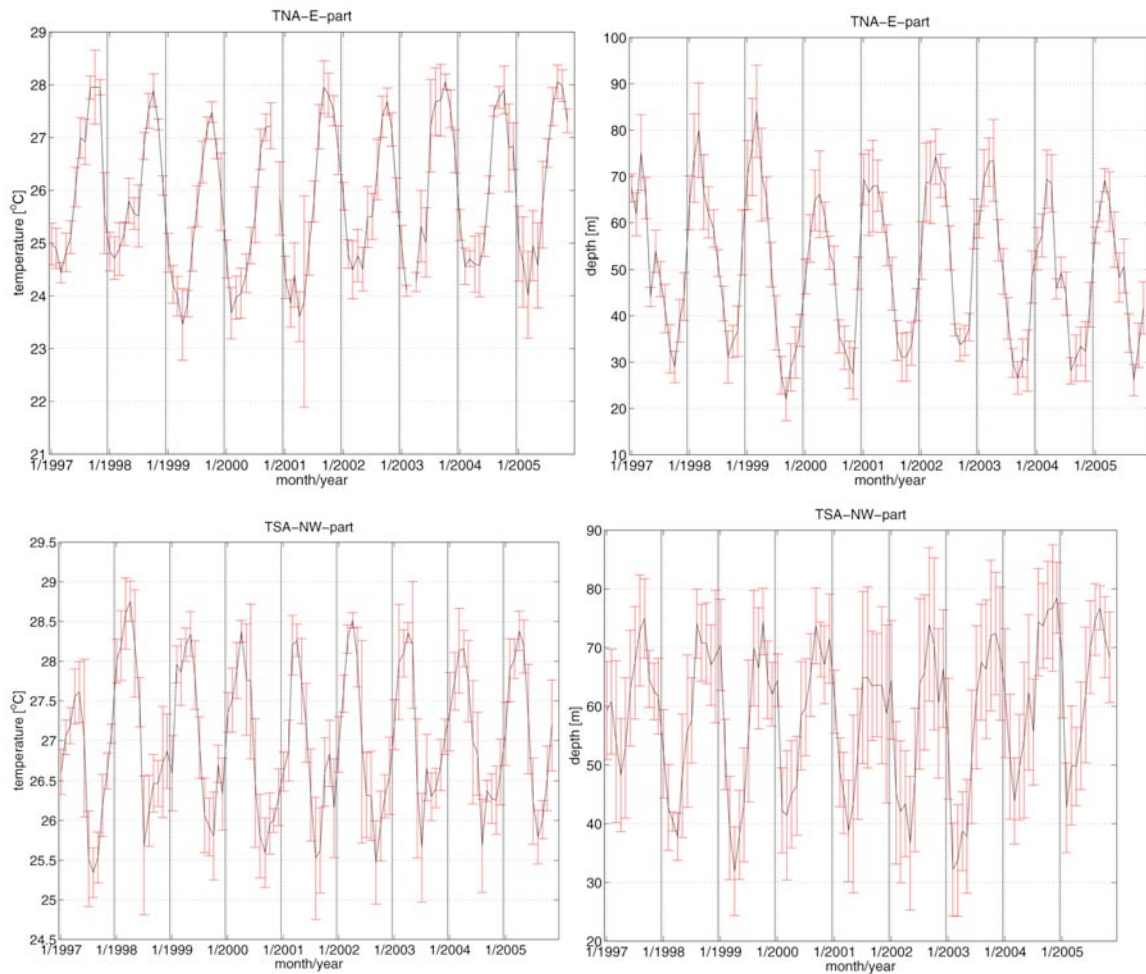 TNA-E-part
29
28
27
26
25
24
23
22
21
temperature [°C]
1/1997 1/1998 1/1999 1/2000 1/2001 1/2002 1/2003 1/2004 1/2005
month/year
TNA-E-part
100
90
80
70
60
50
40
30
20
10
depth [m]
1/1997 1/1998 1/1999 1/2000 1/2001 1/2002 1/2003 1/2004 1/2005
month/year
TSA-NW-part
29.5
29
28.5
28
27.5
27
26.5
26
25.5
25
24.5
temperature [°C]
1/1997 1/1998 1/1999 1/2000 1/2001 1/2002 1/2003 1/2004 1/2005
month/year
TSA-NW-part
90
80
70
60
50
40
30
20
depth [m]
1/1997 1/1998 1/1999 1/2000 1/2001 1/2002 1/2003 1/2004 1/2005
month/year